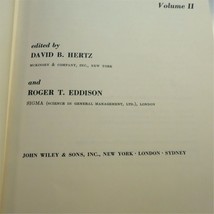 Volume II
edited by
DAVID B. HERTZ
MCKINSEY & COMPANY, INC., NEW YORK
and
ROGER T. EDDISON
SIGMA (SCIENCE IN GENERAL MANAGEMENT, LTD.), LONDON
JOHN WILEY & SONS, INC., NEW YORK · LONDON · SYDNEY